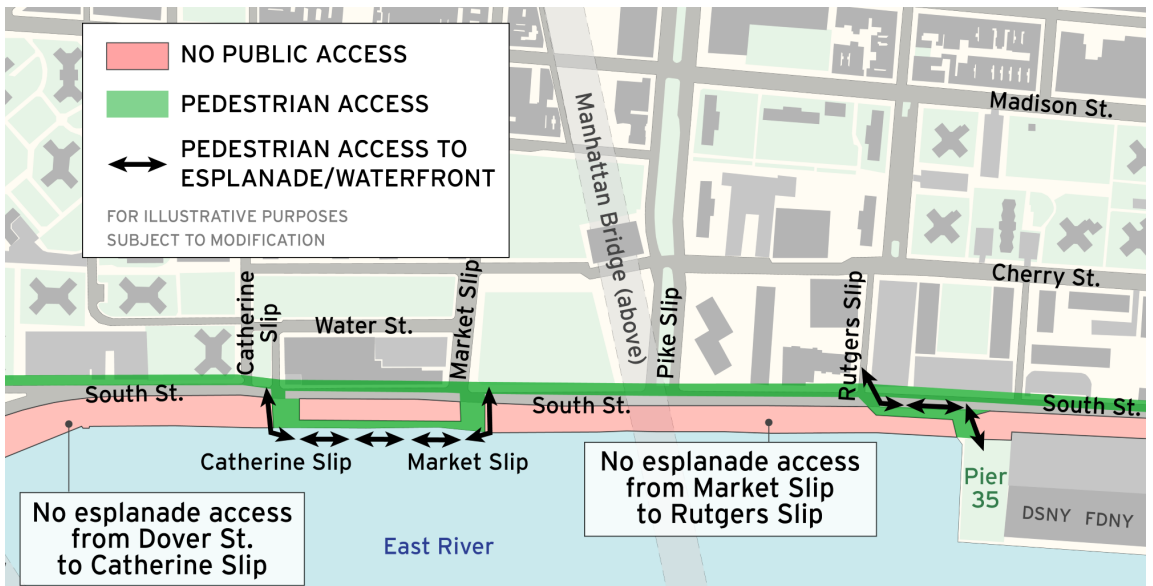 NO PUBLIC ACCESS
PEDESTRIAN ACCESS
PEDESTRIAN ACCESS TO
ESPLANADE/WATERFRONT
FOR ILLUSTRATIVE PURPOSES
SUBJECT TO MODIFICATION
Madison St.
Manhattan Bridge (above)
Cherry St.
Catherine
Slip
Water St.
Market Slip
Pike Slip
Rutgers Slip
South St.
South St.
South St.
Catherine Slip
Market Slip
No esplanade access
from Market Slip
to Rutgers Slip
Pier
35
DSNY FDNY
No esplanade access
from Dover St.
to Catherine Slip
East River